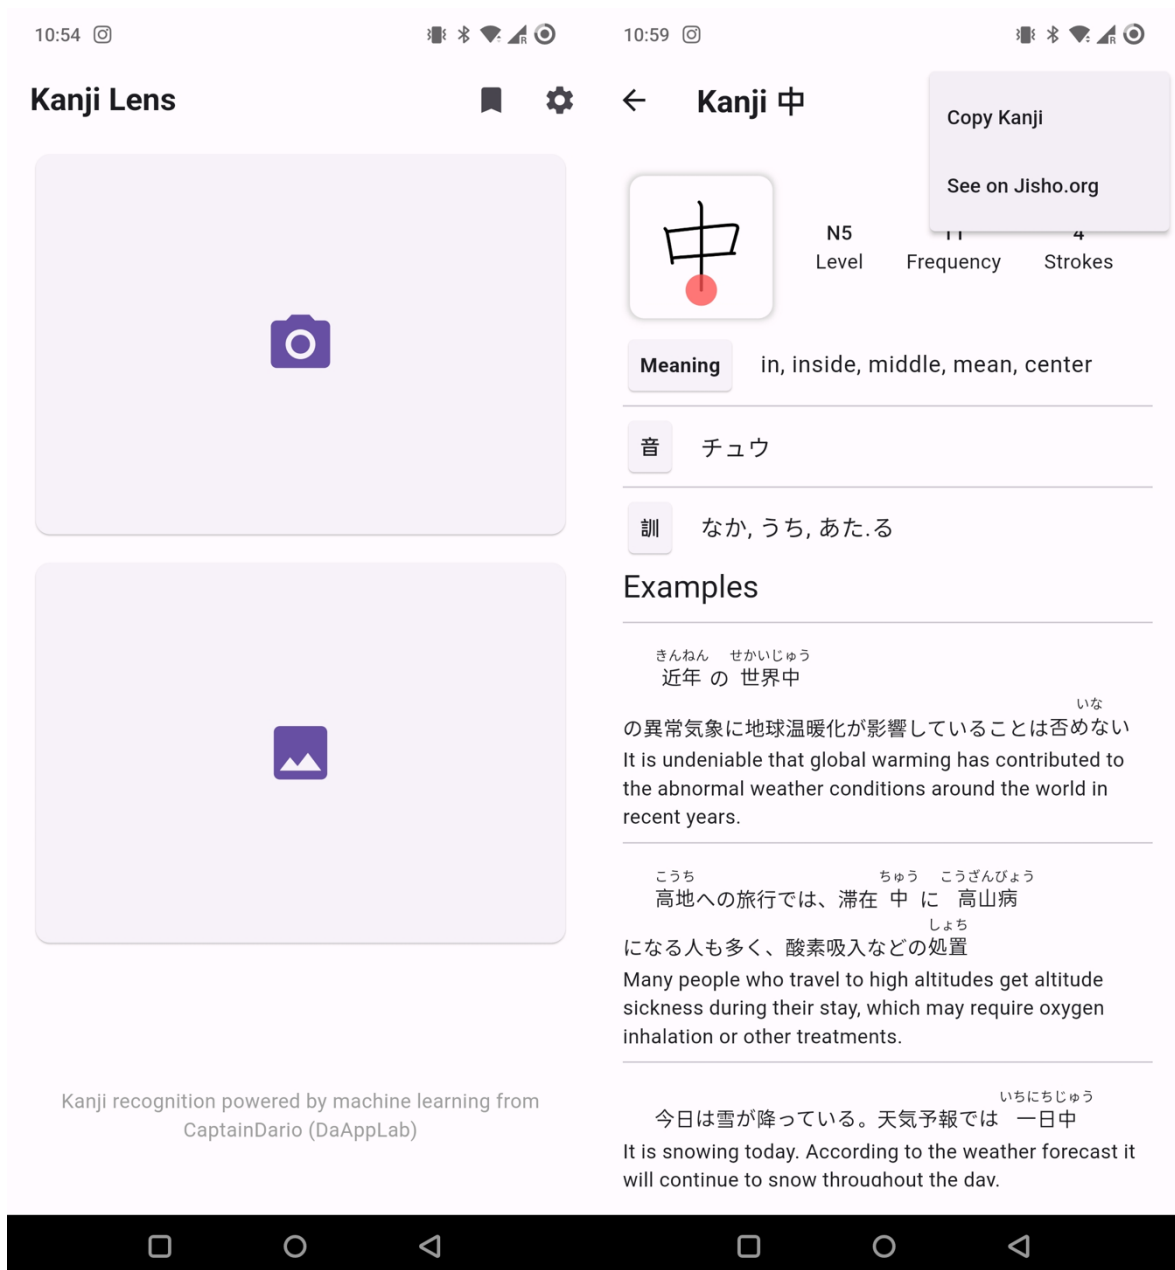 10:54
Kanji Lens
Kanji recognition powered by machine learning from
CaptainDario (DaAppLab)
10:59
Kanji 中
Copy Kanji
See on Jisho.org
中
N5
4
Level
Frequency
Strokes
Meaning
in, inside, middle, mean, center
音
チュウ
訓
なか, うち, あた.る
Examples
きんねん せかいじゅう
近年 の 世界中
いな
の異常気象に地球温暖化が影響していることは否めない
It is undeniable that global warming has contributed to
the abnormal weather conditions around the world in
recent years.
こうち ちゅう こうざんびょう
高地への旅行では、滞在 中 に 高山病
しょち
になる人も多く、酸素吸入などの処置
Many people who travel to high altitudes get altitude
sickness during their stay, which may require oxygen
inhalation or other treatments.
いちにちじゅう
今日は雪が降っている。天気予報では 一日中
It is snowing today. According to the weather forecast it
will continue to snow throughout the day.